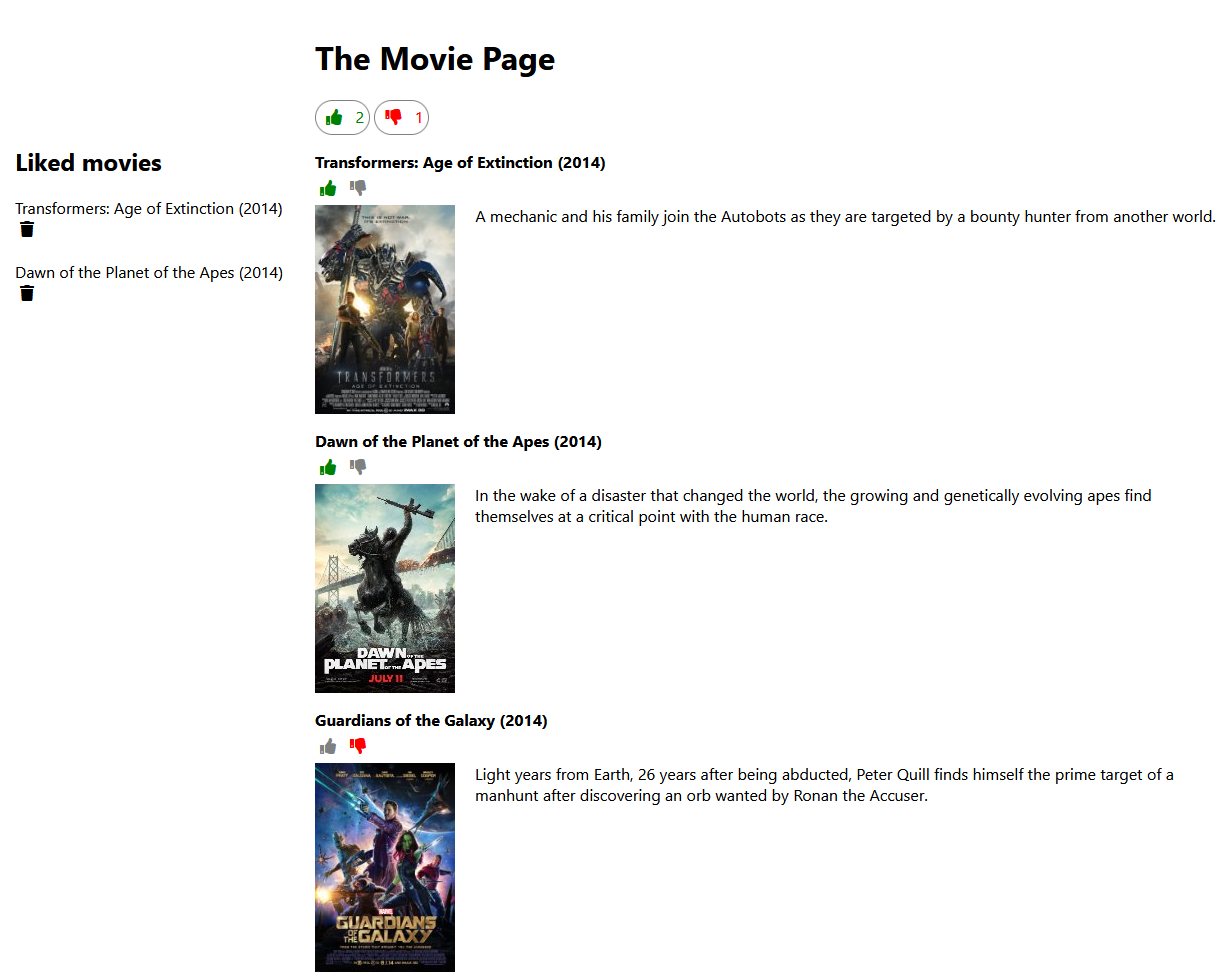 The Movie Page
2 1
Liked movies
Transformers: Age of Extinction (2014)
Dawn of the Planet of the Apes (2014)
Transformers: Age of Extinction (2014)
A mechanic and his family join the Autobots as they are targeted by a bounty hunter from another world.
THIS IS NOT WAR.
IT'S EXTINCTION.
TRANSFORMERS
AGE OF EXTINCTION
Dawn of the Planet of the Apes (2014)
In the wake of a disaster that changed the world, the growing and genetically evolving apes find
themselves at a critical point with the human race.
DAWN OF THE
PLANET OF THE APES
JULY 11
Guardians of the Galaxy (2014)
Light years from Earth, 26 years after being abducted, Peter Quill finds himself the prime target of a
manhunt after discovering an orb wanted by Ronan the Accuser.
MARVEL
GUARDIANS
OF THE GALAXY